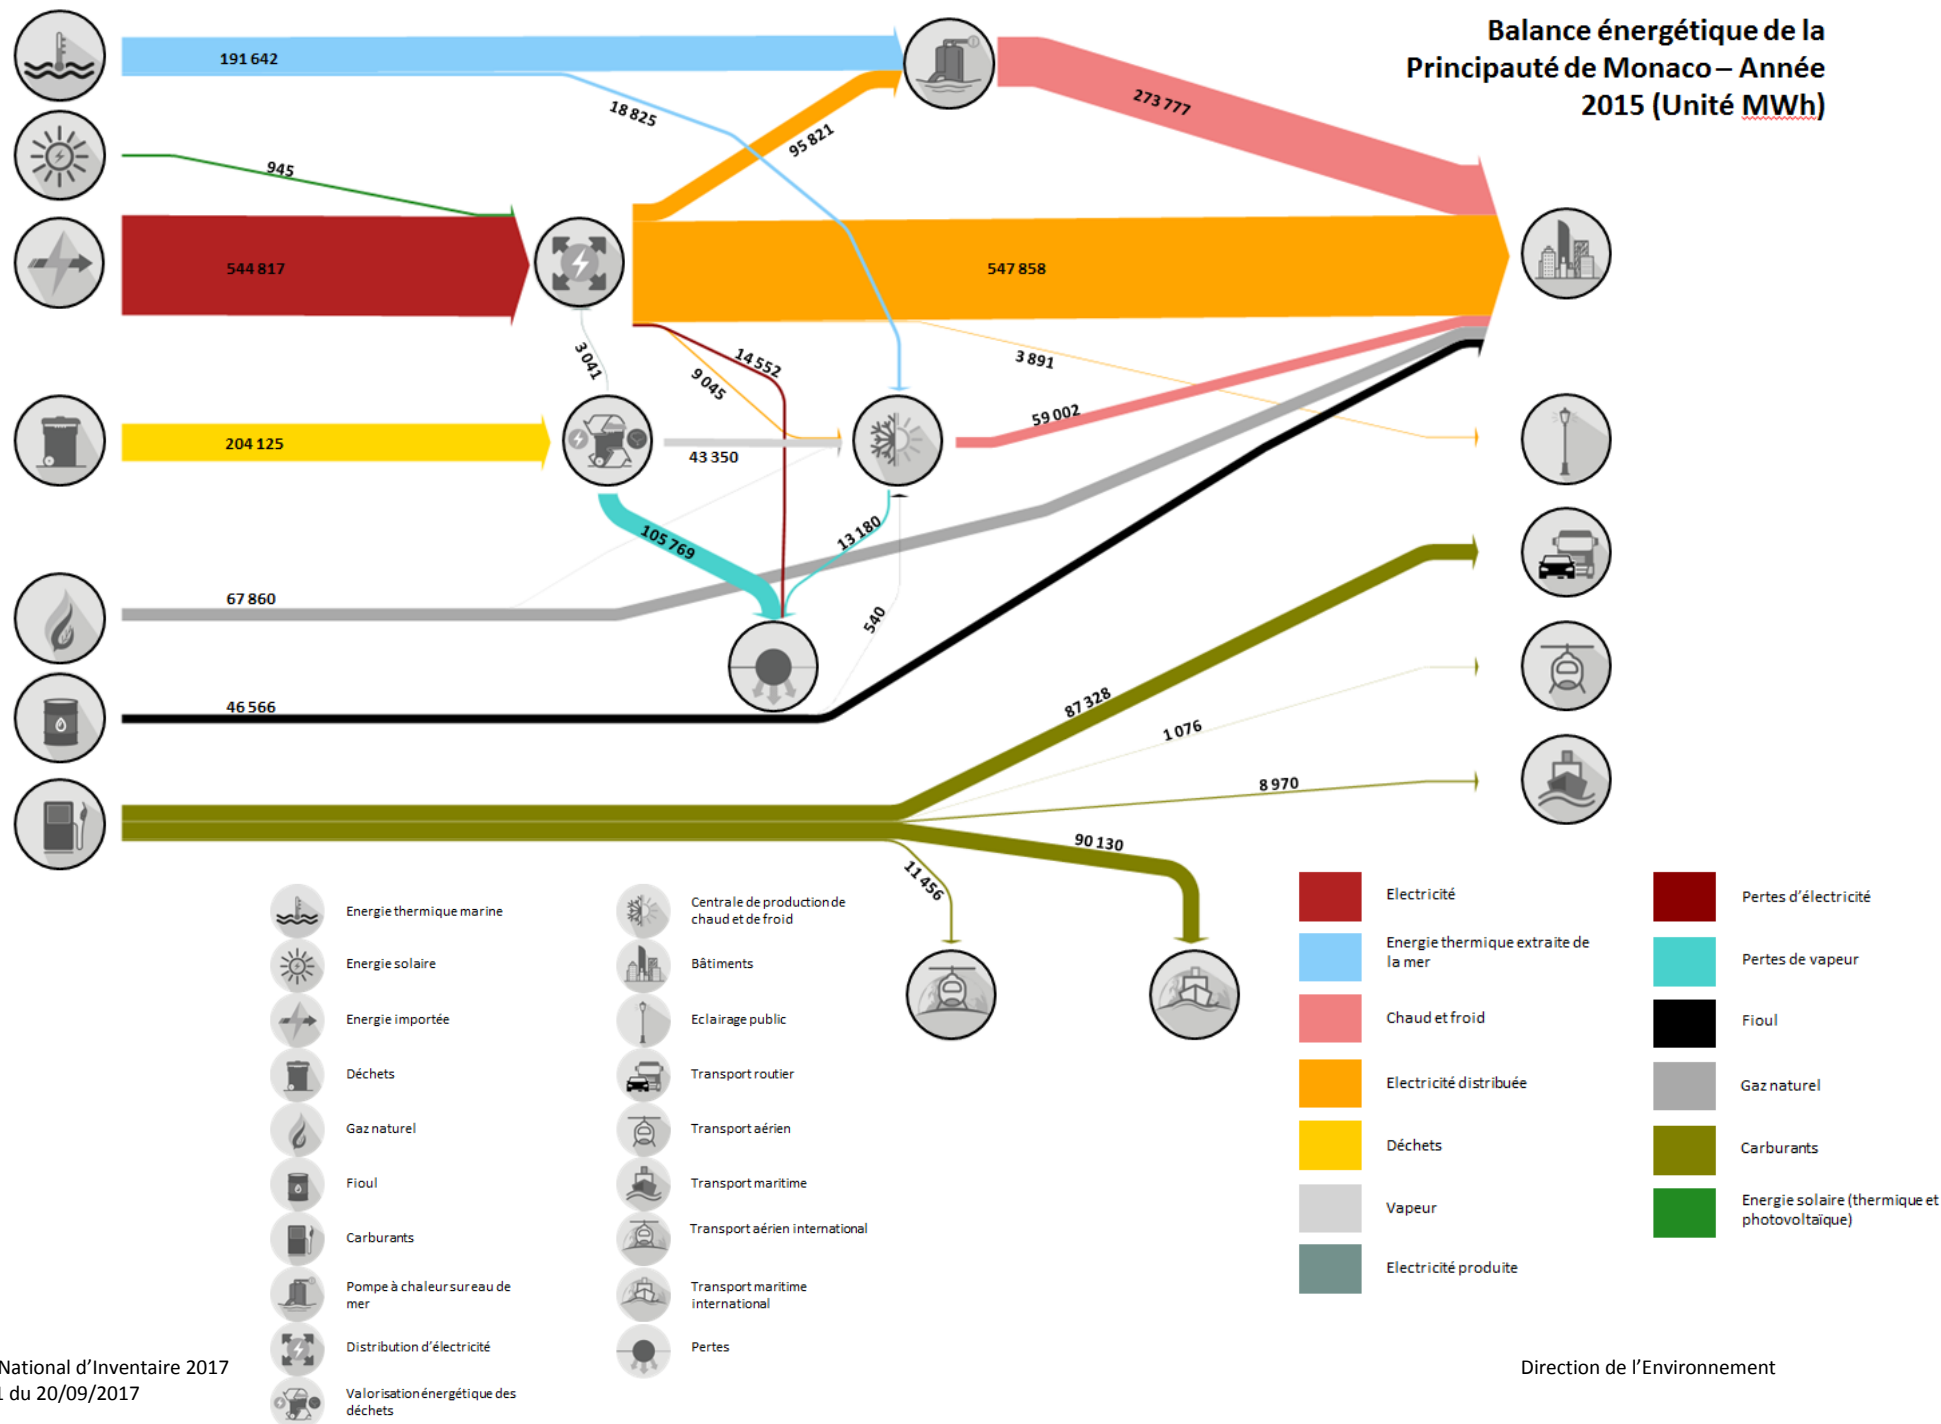 Balance énergétique de la
Principauté de Monaco – Année
2015 (Unité MWh)
191 642
18 825
95 821
273 777
945
544 817
547 858
3 041
14 552
9 045
3 891
59 002
204 125
43 350
105 769
13 180
67 860
540
46 566
87 328
1 076
8 970
90 130
11 456
Energie thermique marine
Energie solaire
Energie importée
Déchets
Gaz naturel
Fioul
Carburants
Pompe à chaleur sur eau de
mer
Distribution d'électricité
Valorisation énergétique des
déchets
Centrale de production de
chaud et de froid
Bâtiments
Eclairage public
Transport routier
Transport aérien
Transport maritime
Transport aérien international
Transport maritime
international
Pertes
Electricité
Energie thermique extraite de
la mer
Chaud et froid
Electricité distribuée
Déchets
Vapeur
Electricité produite
Pertes d'électricité
Pertes de vapeur
Fioul
Gaz naturel
Carburants
Energie solaire (thermique et
photovoltaïque)
National d'Inventaire 2017
du 20/09/2017
Direction de l'Environnement